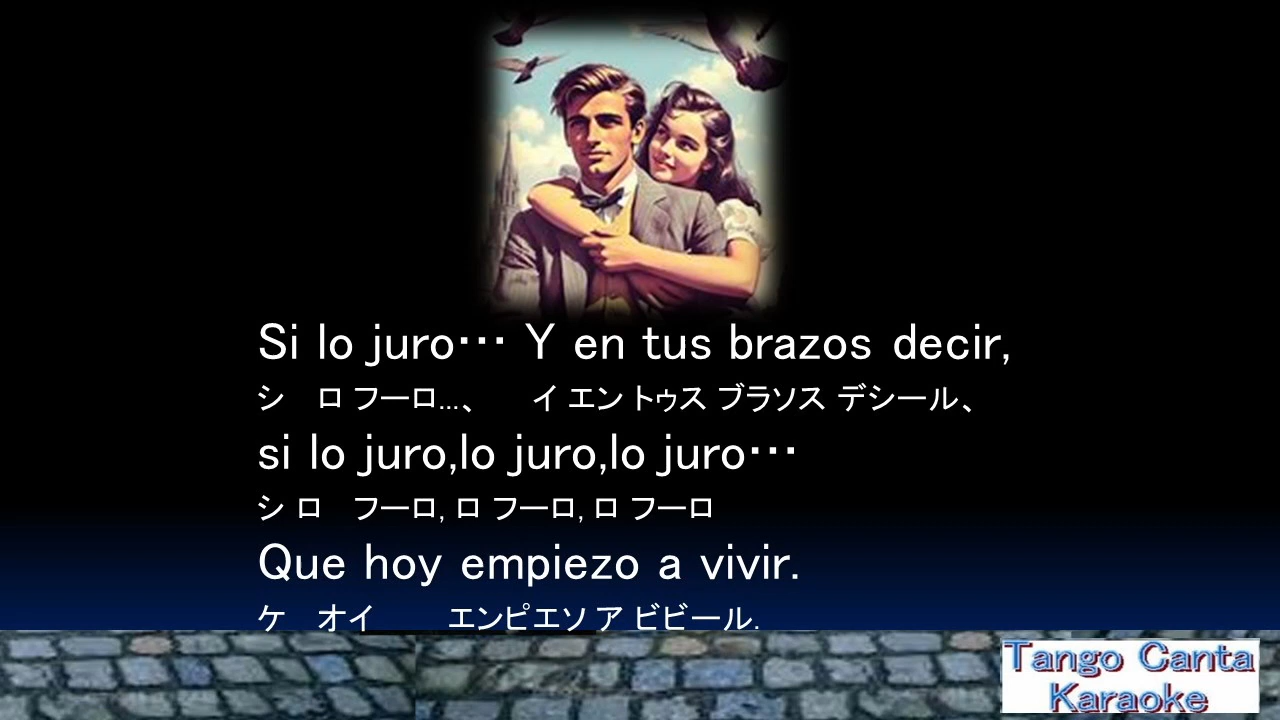 Si lo juro… Y en tus brazos decir,
シ　ロ フーロ...、　イ エン トゥス ブラソス デシール、
si lo juro,lo juro,lo juro…
シ ロ　フーロ, ロ フーロ, ロ フーロ
Que hoy empiezo a vivir.
ケ　オイ　　エンピエソ ア ビビール.
Tango Canta
Karaoke